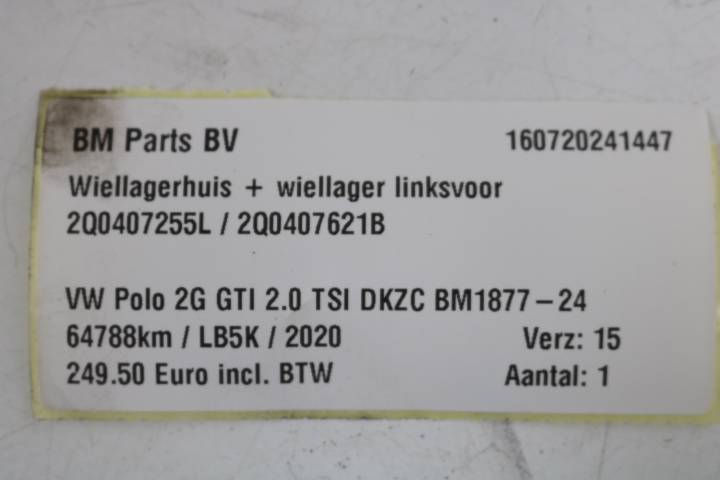 BM Parts BV 160720241447
Wiellagerhuis + wiellager linksvoor
2Q0407255L / 2Q0407621B
VW Polo 2G GTI 2.0 TSI DKZC BM1877-24
64788km / LB5K / 2020 Verz: 15
249.50 Euro incl. BTW Aantal: 1